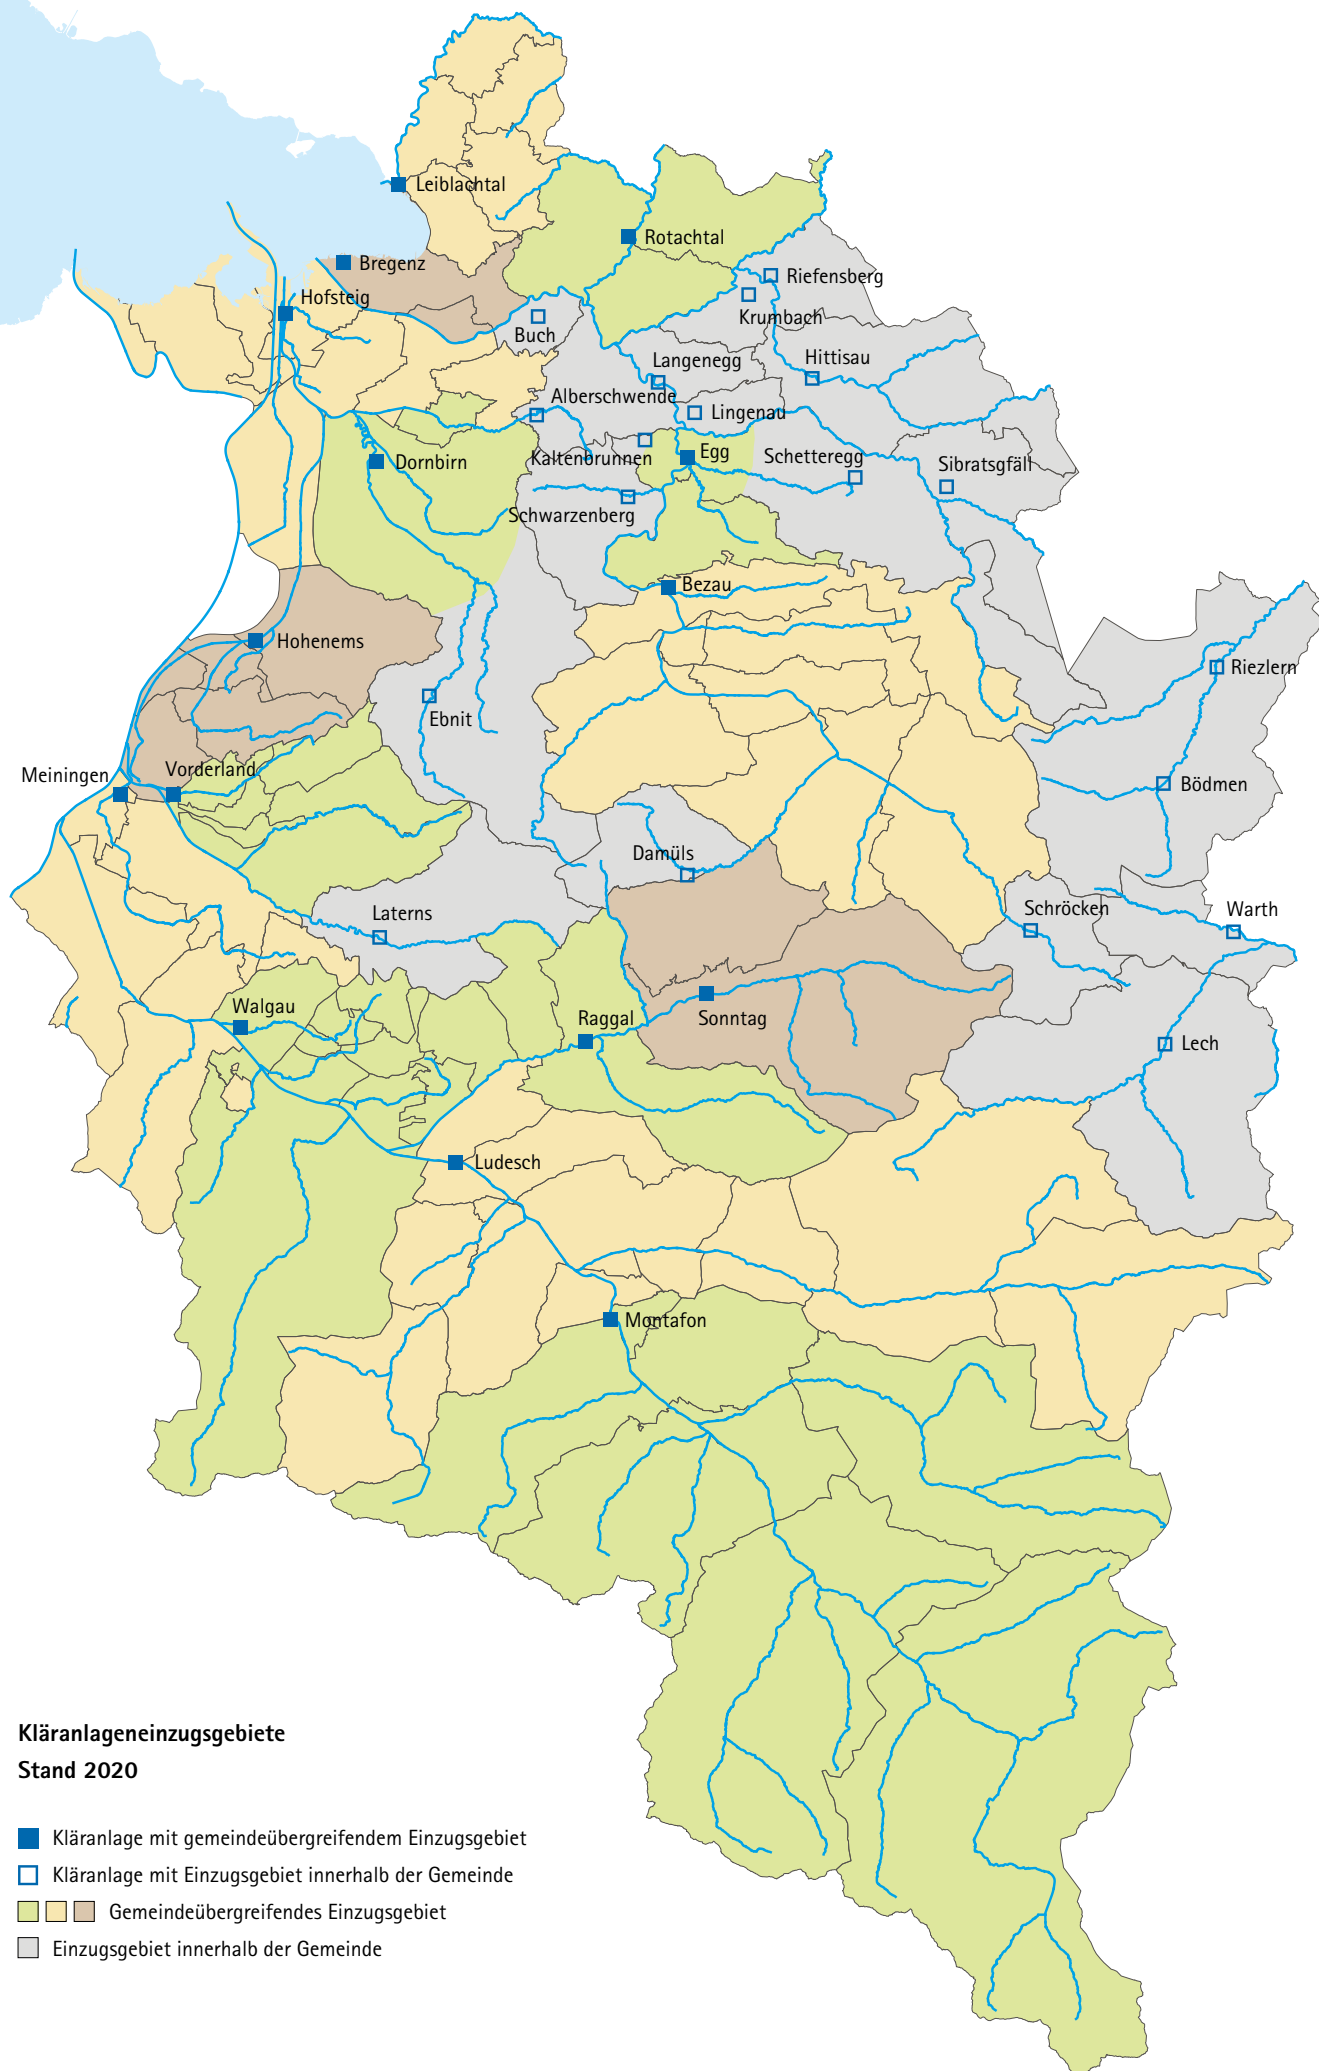 Leiblachtal
Rotachtal
Bregenz
Riefensberg
Hofsteig
Krumbach
Buch
Langenegg
Hittisau
Alberschwende
Lingenau
Dornbirn
Kaltenbrunnen
Egg
Schetteregg
Sibratsgfäll
Schwarzenberg
Bezau
Hohenems
Riezlern
Ebnit
Meiningen
Vorderland
Bödmen
Damüls
Laterns
Schröcken
Warth
Walgau
Raggal
Sonntag
Lech
Ludesch
Montafon
Kläranlageneinzugsgebiete
Stand 2020
Kläranlage mit gemeindeübergreifendem Einzugsgebiet
Kläranlage mit Einzugsgebiet innerhalb der Gemeinde
Gemeindeübergreifendes Einzugsgebiet
Einzugsgebiet innerhalb der Gemeinde